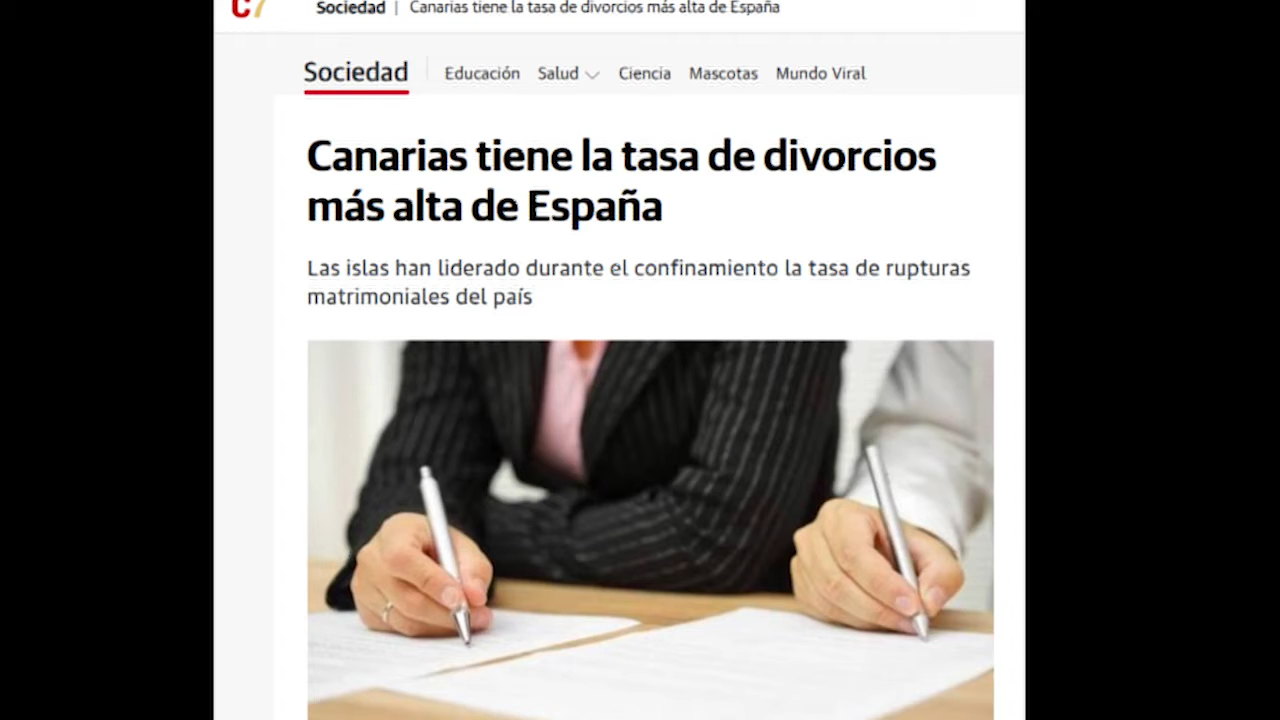 C7 Sociedad | Canarias tiene la tasa de divorcios más alta de España
Sociedad | Educación Salud Ciencia Mascotas Mundo Viral
Canarias tiene la tasa de divorcios
más alta de España
Las islas han liderado durante el confinamiento la tasa de rupturas
matrimoniales del país